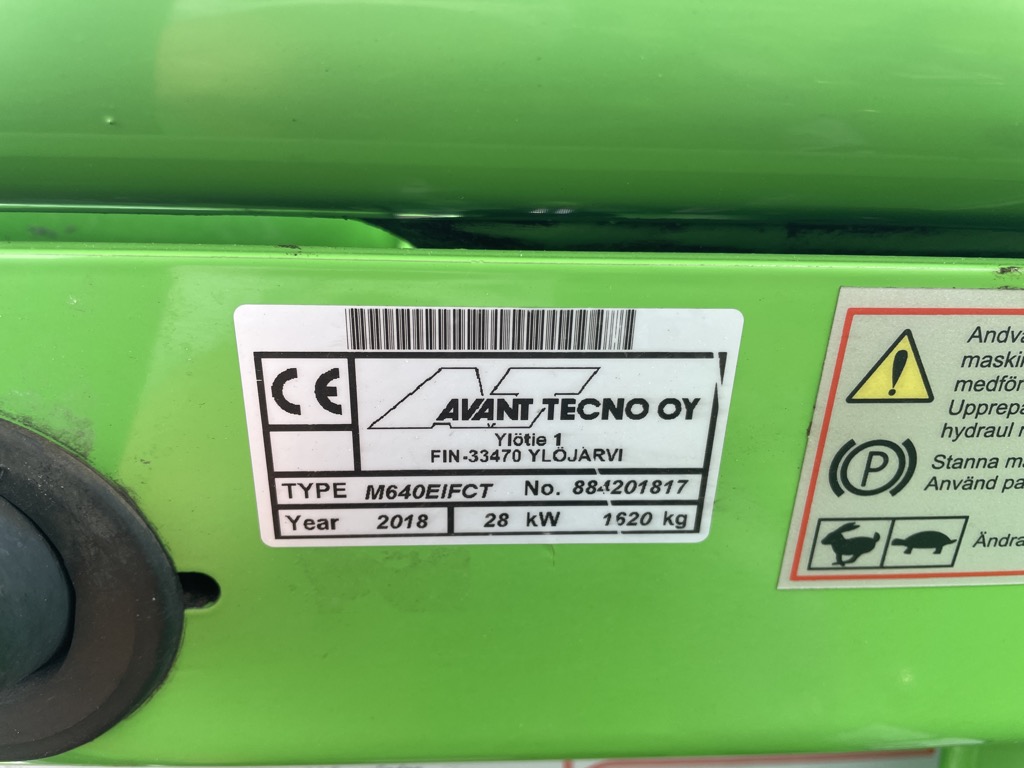 CE
AVANT TECNO OY
Ylötie 1
FIN-33470 YLÖJÄRVI
TYPE M640EIFCT No. 884201817
Year 2018 28 kW 1620 kg
Andva
maskin
medför
Upprepa
hydraul
P
Stanna
Använd pa
Ändra